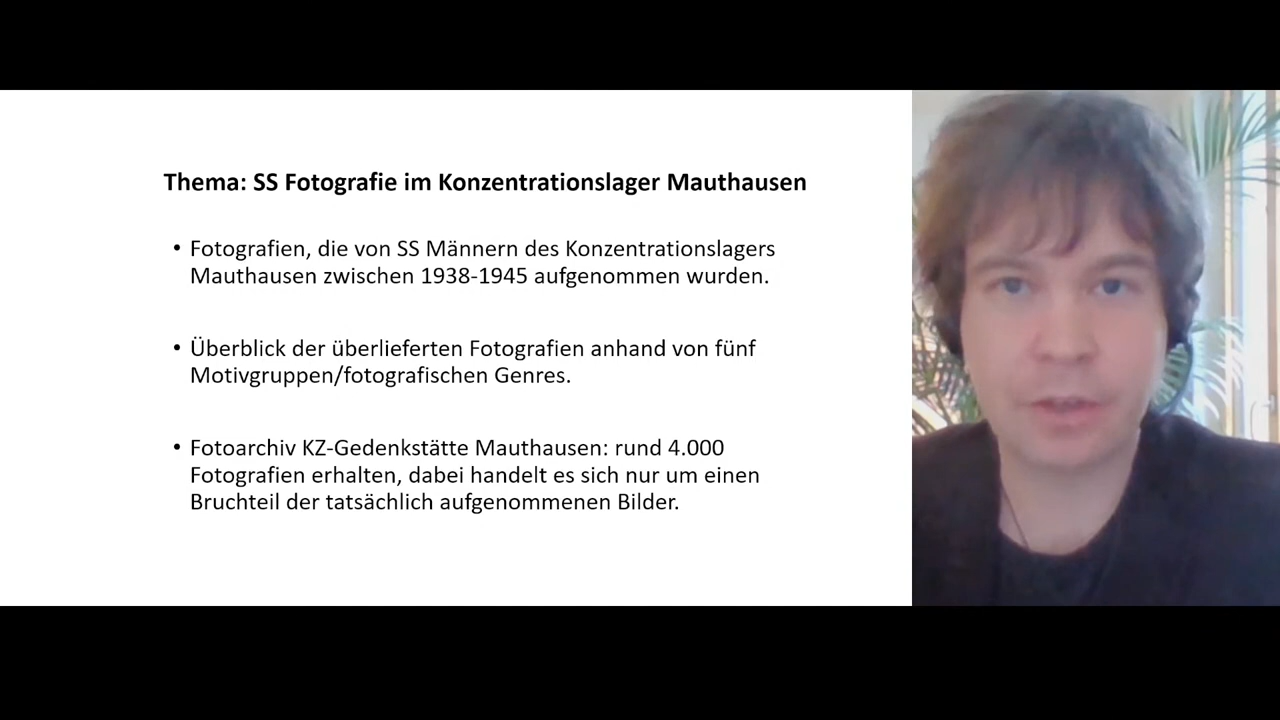 Thema: SS Fotografie im Konzentrationslager Mauthausen
• Fotografien, die von SS Männern des Konzentrationslagers
Mauthausen zwischen 1938-1945 aufgenommen wurden.
• Überblick der überlieferten Fotografien anhand von fünf
Motivgruppen/fotografischen Genres.
• Fotoarchiv KZ-Gedenkstätte Mauthausen: rund 4.000
Fotografien erhalten, dabei handelt es sich nur um einen
Bruchteil der tatsächlich aufgenommenen Bilder.